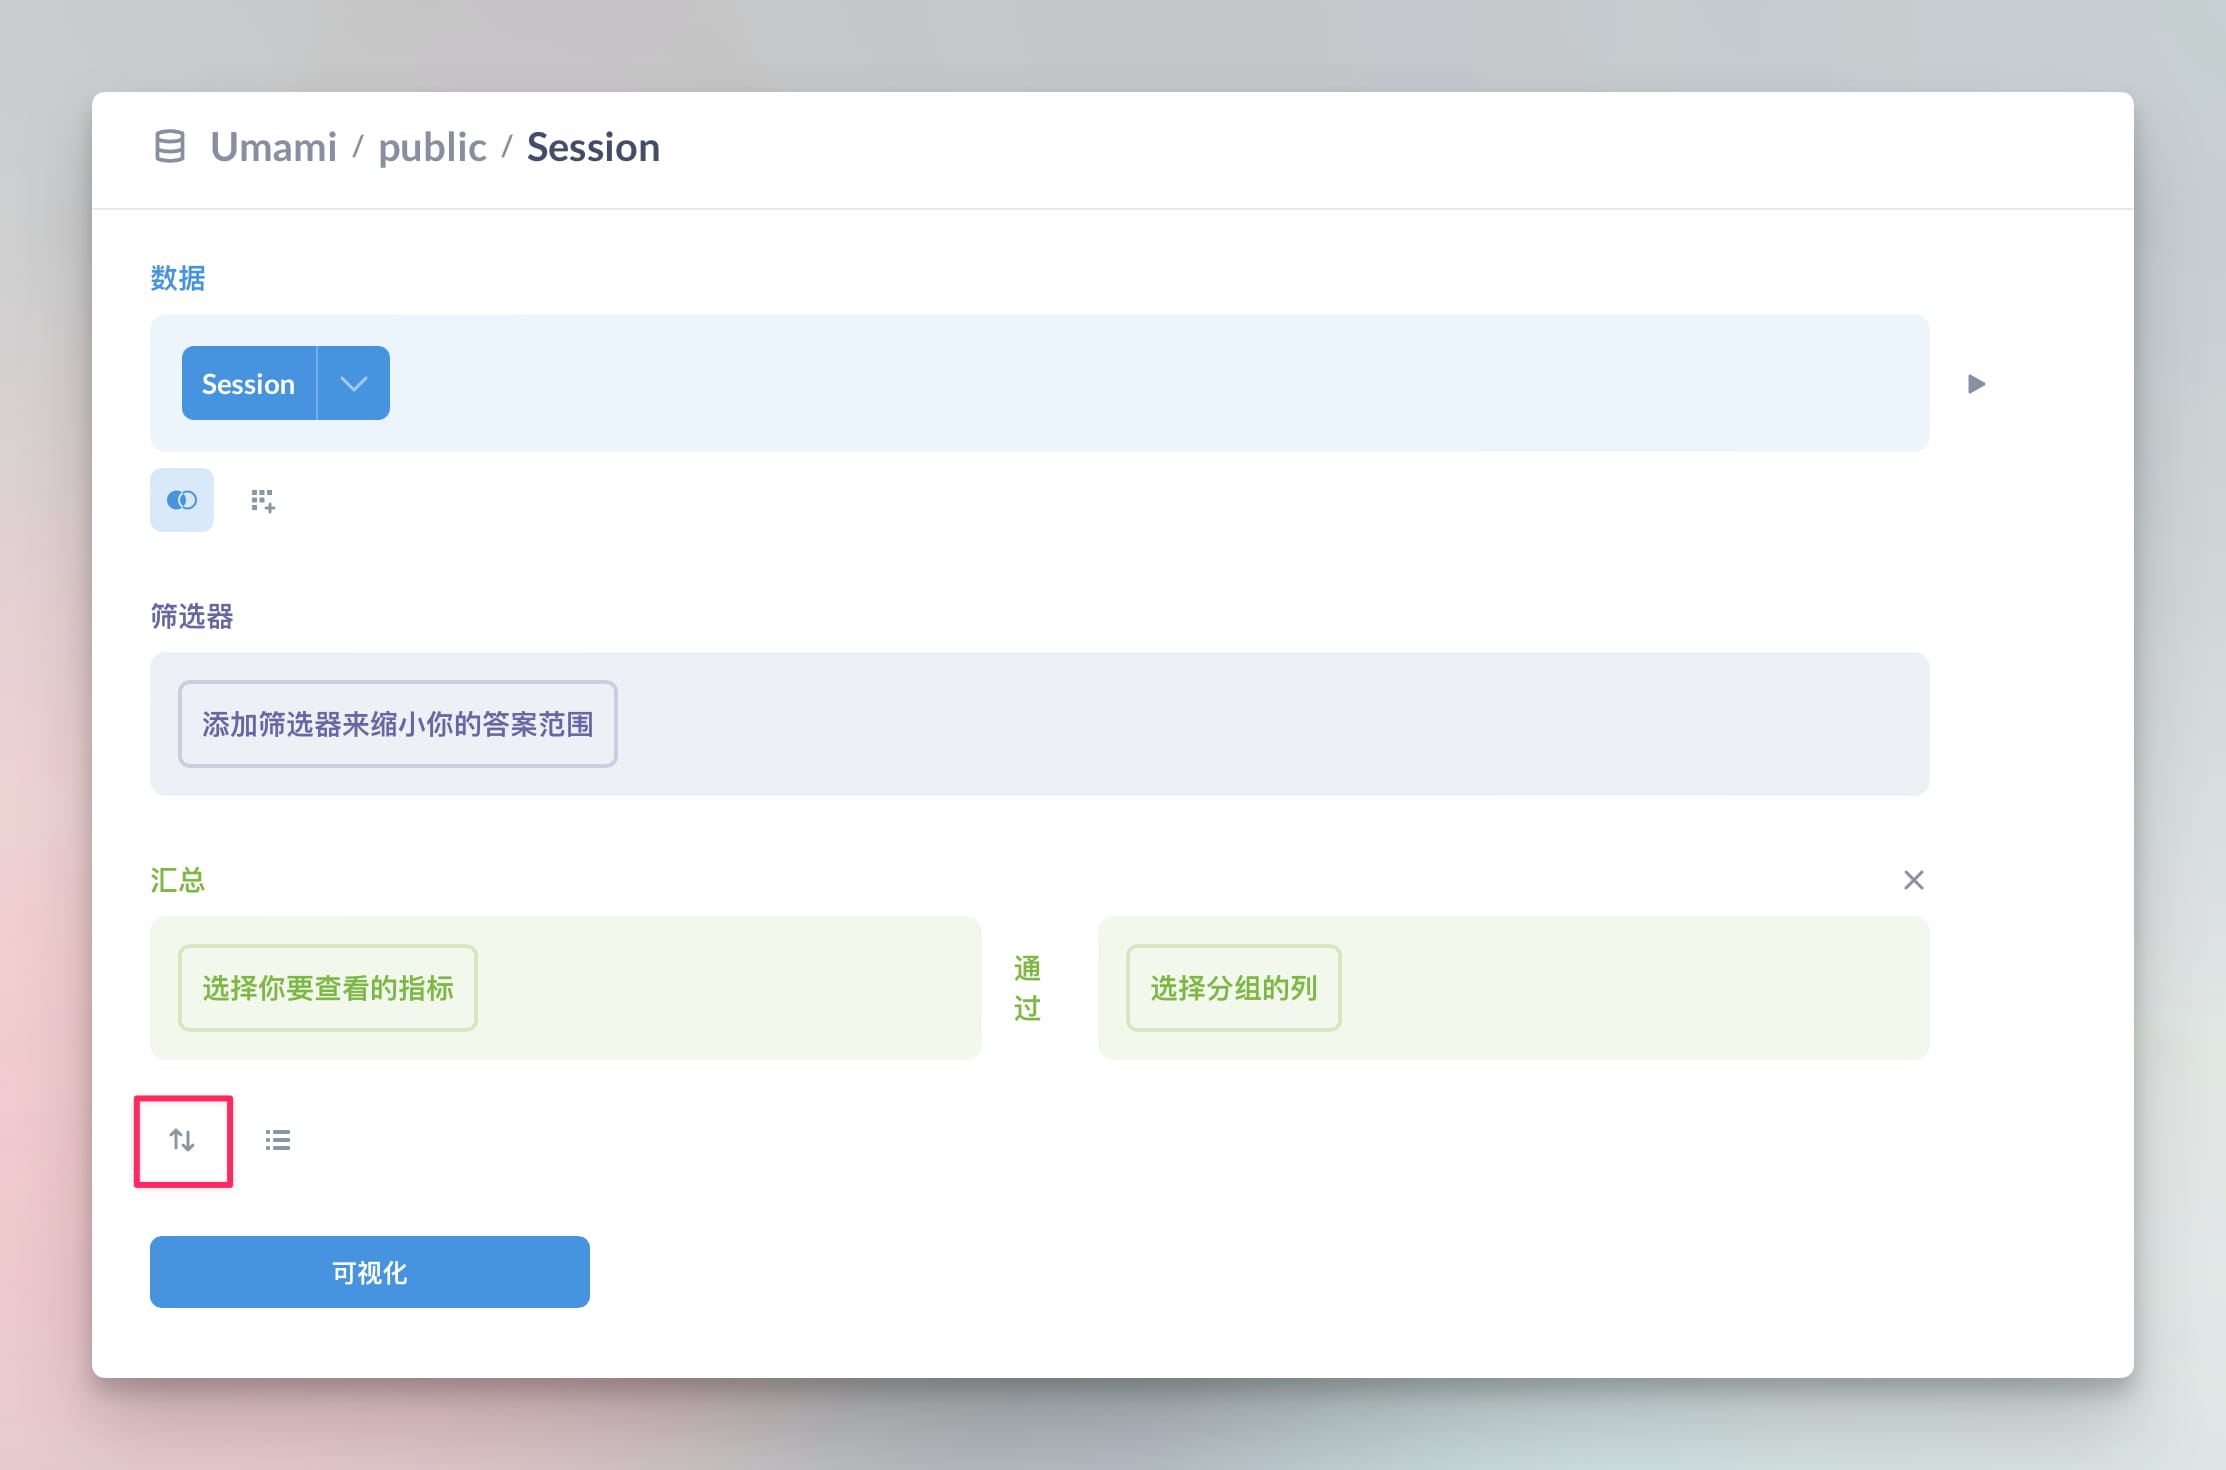 Umami / public / Session
数据
Session
筛选器
添加筛选器来缩小你的答案范围
汇总
选择你要查看的指标
通
过
选择分组的列
可视化